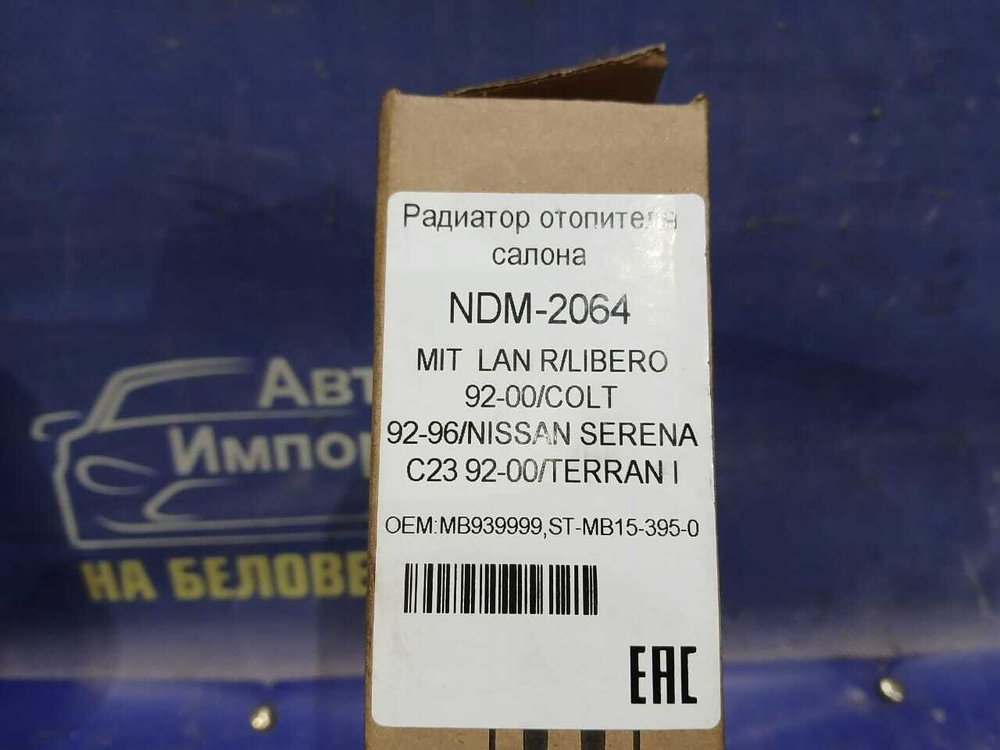 Радиатор отопителя
салона
NDM-2064
MIT LAN R/LIBERO
92-00/COLT
92-96/NISSAN SERENA
C23 92-00/TERRAN I
OEM:MB939999,ST-MB15-395-0
EAC
НА